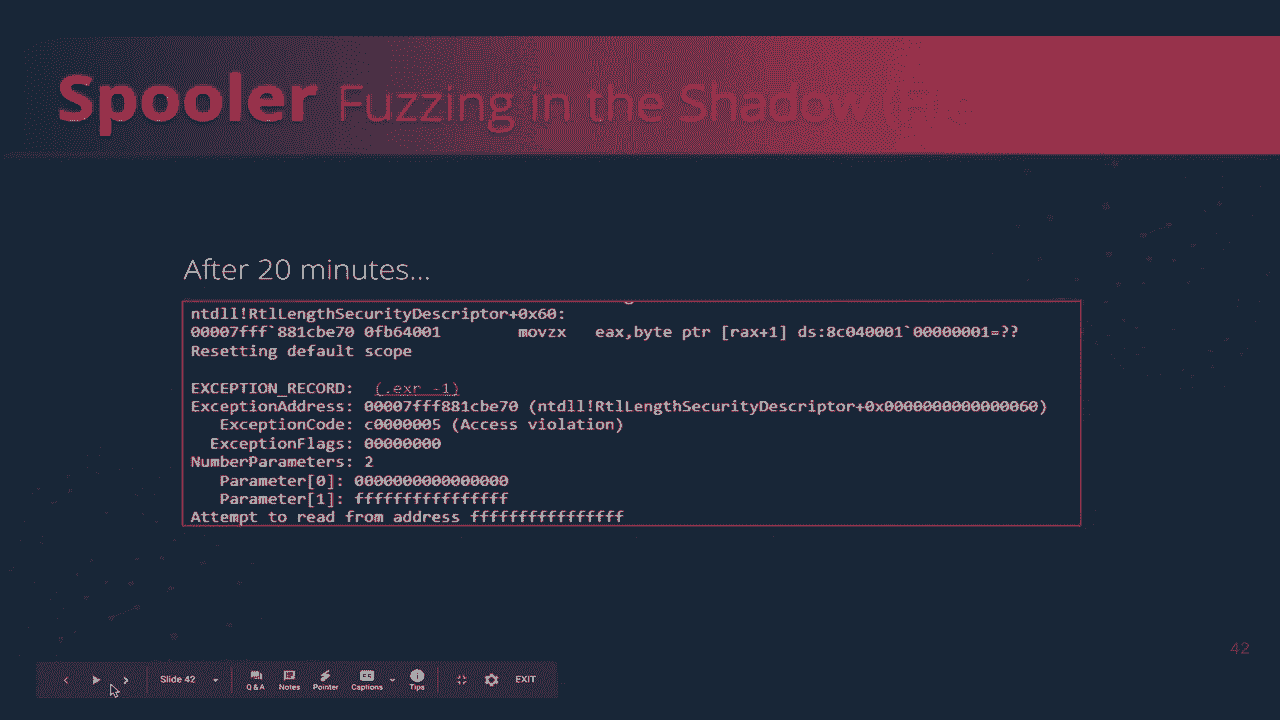 Spooler Fuzzing in the Shadow
After 20 minutes...
ntdll!RtlLengthSecurityDescriptor+0x60:
00007fff`881cbe70 0fb64001 movzx eax,byte ptr [rax+1] ds:8c040001`00000001=??
Resetting default scope
EXCEPTION_RECORD: (.exr -1)
ExceptionAddress: 00007fff881cbe70 (ntdll!RtlLengthSecurityDescriptor+0x0000000000000060)
ExceptionCode: c0000005 (Access violation)
ExceptionFlags: 00000000
NumberParameters: 2
Parameter[0]: 0000000000000000
Parameter[1]: ffffffffffffffff
Attempt to read from address ffffffffffffffff
42
Slide 42
Q&A Notes Pointer Captions Tips EXIT